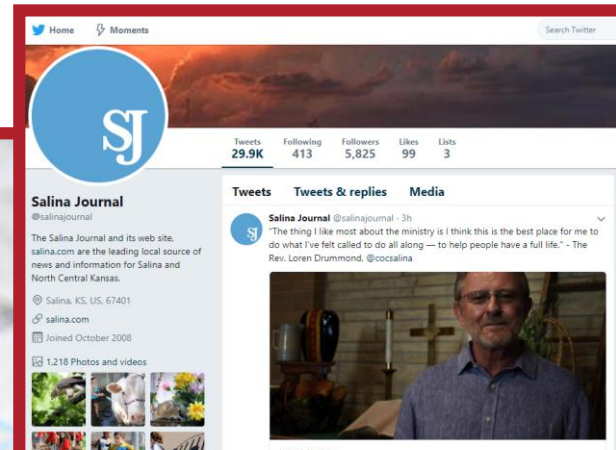 Home Moments Search Twitter
SJ
Tweets Following Followers Likes Lists
29.9K 413 5,825 99 3
Salina Journal
@salinajournal
The Salina Journal and its web site,
salina.com are the leading local source of
news and information for Salina and
North Central Kansas.
Salina, KS, US, 67401
salina.com
Joined October 2008
1,218 Photos and videos
Tweets Tweets & replies Media
SJ
Salina Journal @salinajournal · 3h
"The thing I like most about the ministry is I think this is the best place for me to
do what I've felt called to do all along — to help people have a full life." - The
Rev. Loren Drummond, @cocsalina